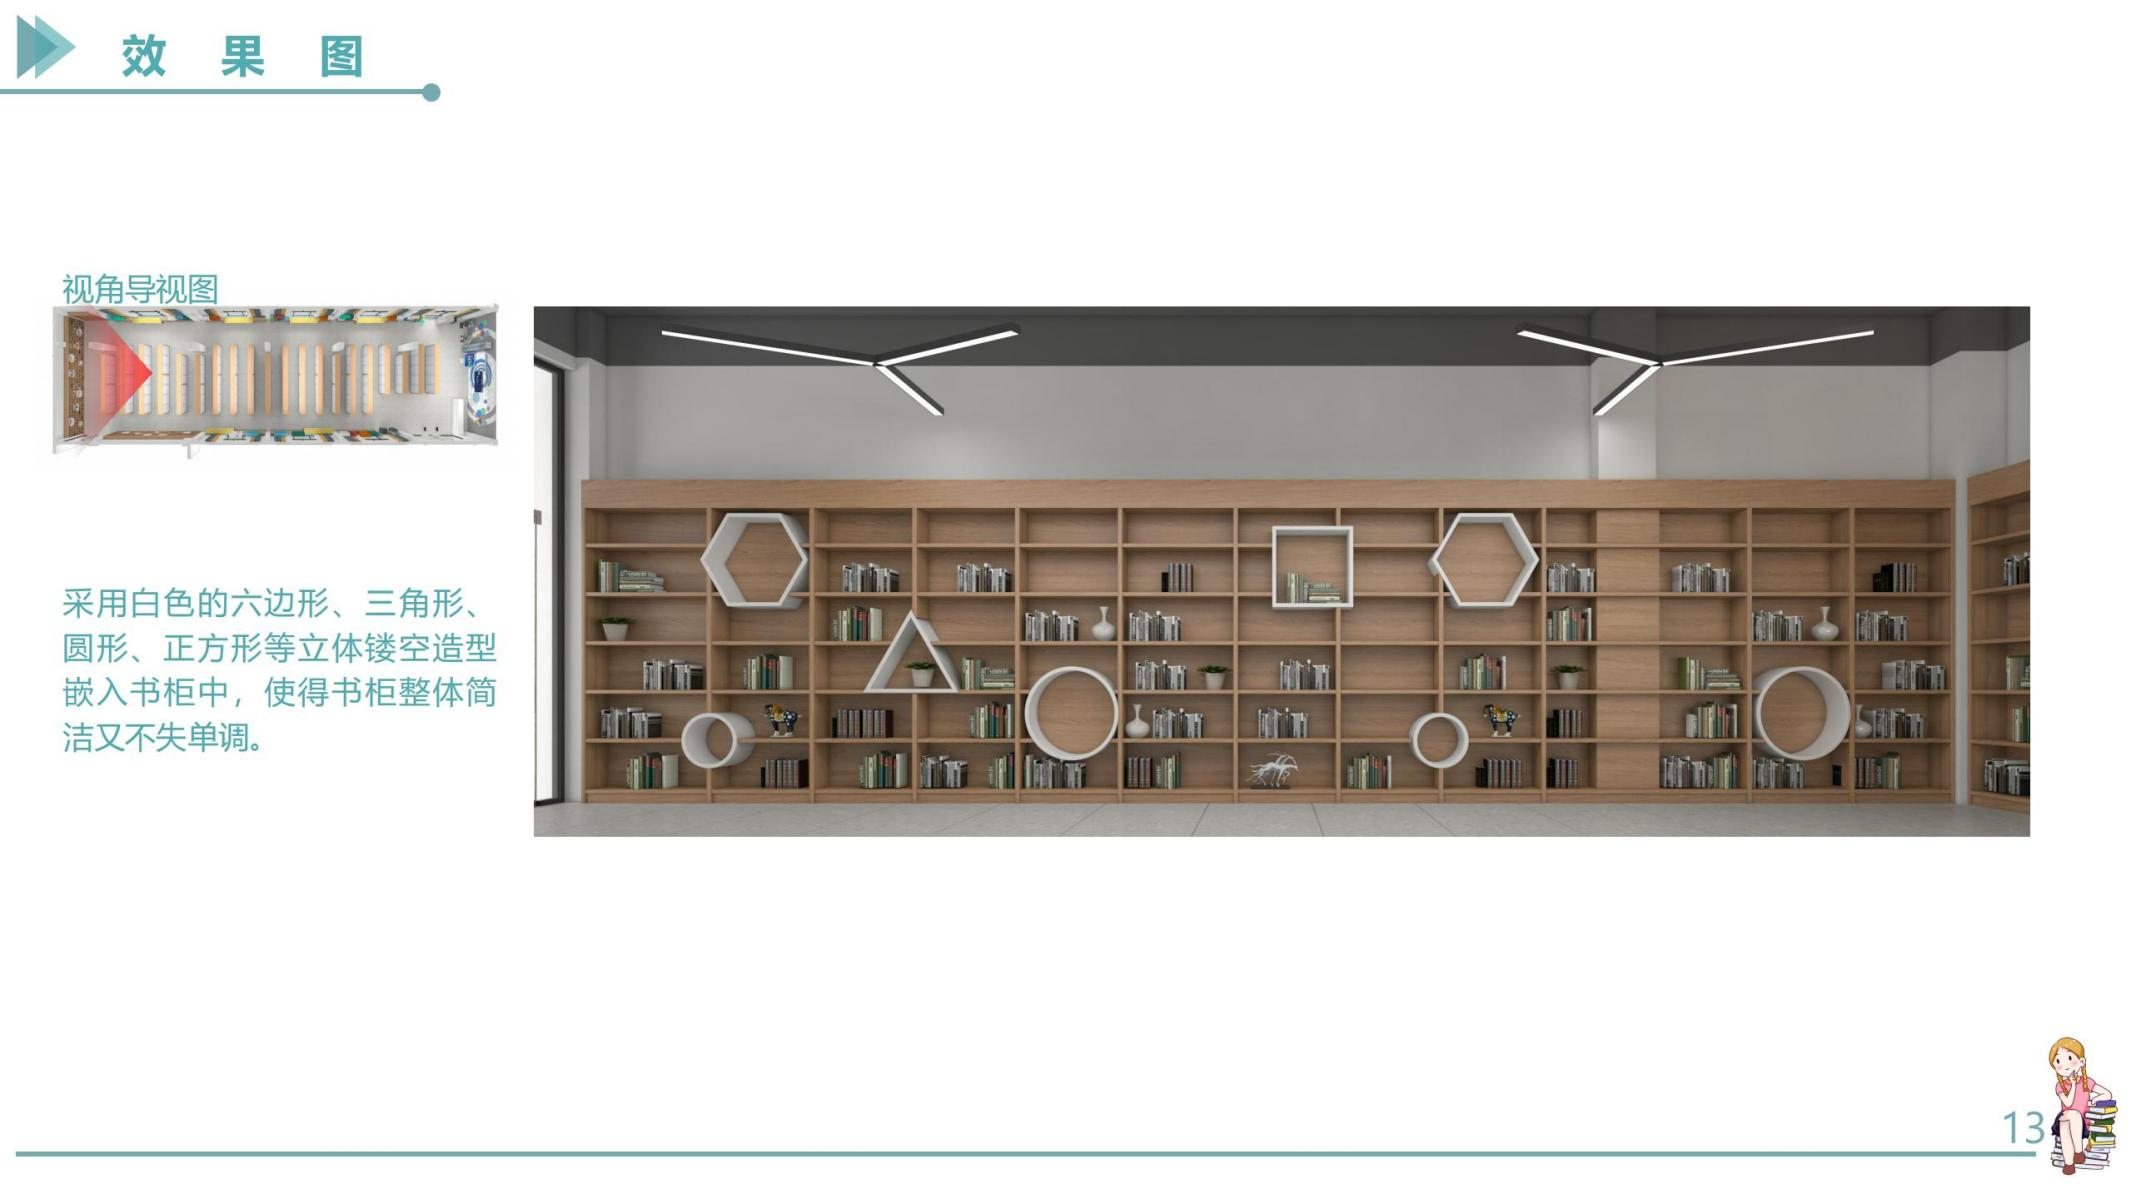 效 果 图
视角导视图
采用白色的六边形、三角形、
圆形、正方形等立体镂空造型
嵌入书柜中，使得书柜整体简
洁又不失单调。
13